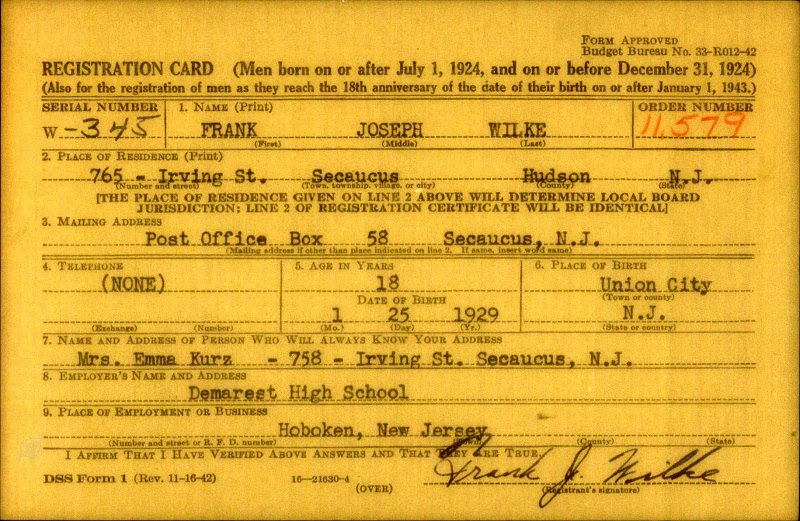 FORM APPROVED
Budget Bureau No. 33-R012-42
REGISTRATION CARD (Men born on or after July 1, 1924, and on or before December 31, 1924)
(Also for the registration of men as they reach the 18th anniversary of the date of their birth on or after January 1, 1943.)
SERIAL NUMBER 1. NAME (Print) ORDER NUMBER
W-345 FRANK JOSEPH WILKE 11,579
(First) (Middle) (Last)
2. PLACE OF RESIDENCE (Print)
765 - Irving St. Secaucus Hudson N.J.
(Number and street) (Town, township, village, or city) (County) (State)
[THE PLACE OF RESIDENCE GIVEN ON LINE 2 ABOVE WILL DETERMINE LOCAL BOARD
JURISDICTION; LINE 2 OF REGISTRATION CERTIFICATE WILL BE IDENTICAL]
3. MAILING ADDRESS
Post Office Box 58 Secaucus, N.J.
(Mailing address if other than place indicated on line 2. If same, insert word same)
4. TELEPHONE 5. AGE IN YEARS 6. PLACE OF BIRTH
(NONE) 18 Union City
DATE OF BIRTH (Town or county)
1 25 1929 N.J.
(Exchange) (Number) (Mo.) (Day) (Yr.) (State or country)
7. NAME AND ADDRESS OF PERSON WHO WILL ALWAYS KNOW YOUR ADDRESS
Mrs. Emma Kurz - 758 - Irving St. Secaucus, N.J.
8. EMPLOYER'S NAME AND ADDRESS
Demarest High School
9. PLACE OF EMPLOYMENT OR BUSINESS
Hoboken, New Jersey
(Number and street or R. F. D. number) (Town) (County) (State)
I AFFIRM THAT I HAVE VERIFIED ABOVE ANSWERS AND THAT THEY ARE TRUE.
Frank J. Wilke
DSS Form 1 (Rev. 11-16-42) 16—21630-4 (Registrant's signature)
(OVER)